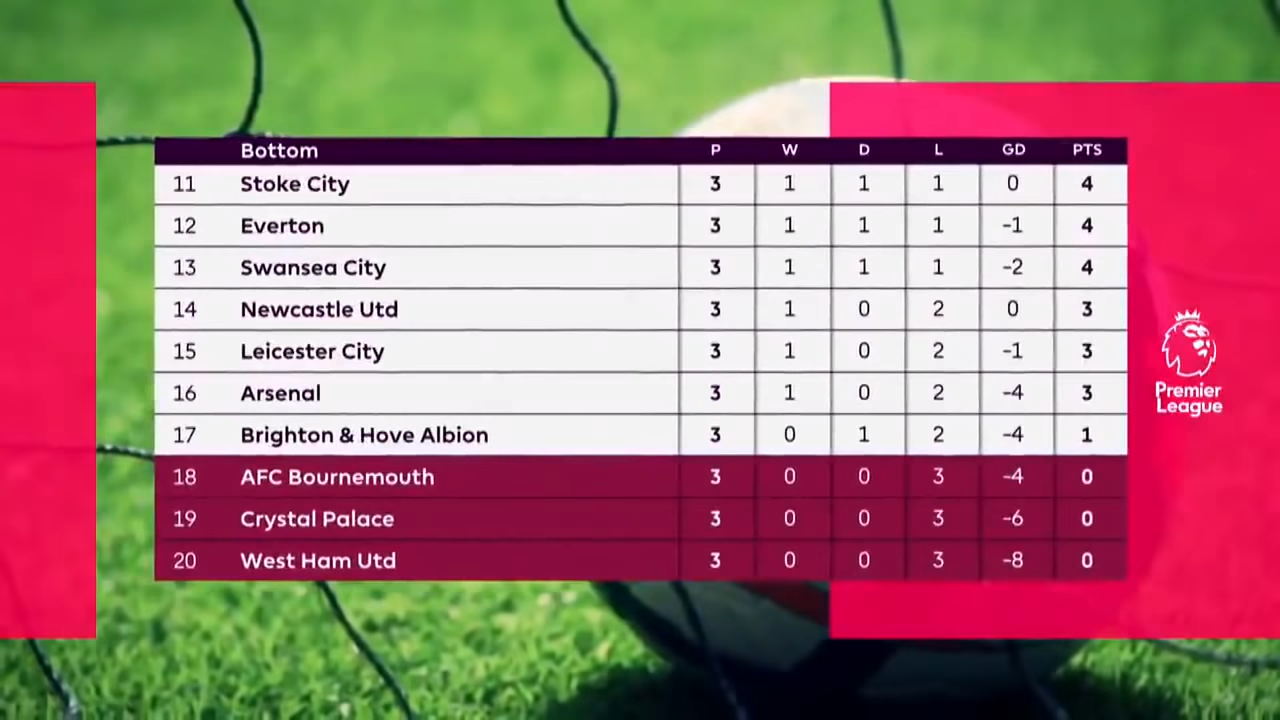 Bottom P W D L GD PTS
11 Stoke City 3 1 1 1 0 4
12 Everton 3 1 1 1 -1 4
13 Swansea City 3 1 1 1 -2 4
14 Newcastle Utd 3 1 0 2 0 3
15 Leicester City 3 1 0 2 -1 3
16 Arsenal 3 1 0 2 -4 3
17 Brighton & Hove Albion 3 0 1 2 -4 1
18 AFC Bournemouth 3 0 0 3 -4 0
19 Crystal Palace 3 0 0 3 -6 0
20 West Ham Utd 3 0 0 3 -8 0
Premier
League